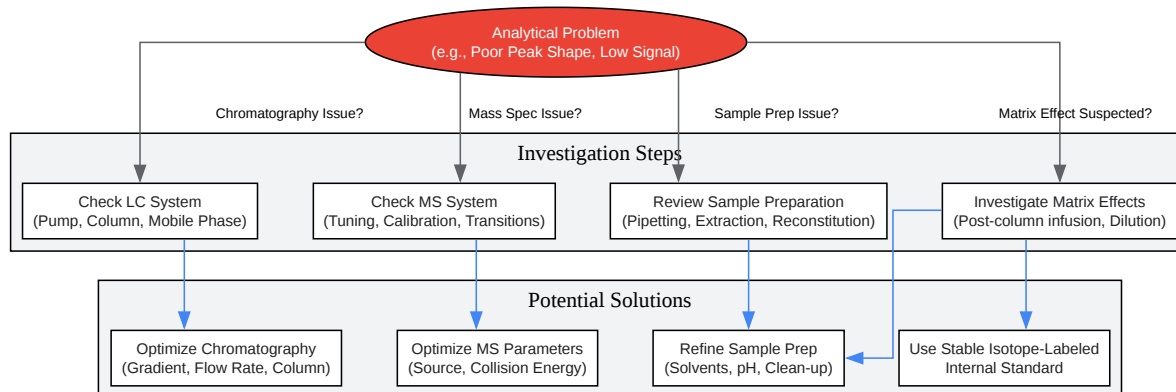 Analytical Problem
(e.g., Poor Peak Shape, Low Signal)
Chromatography Issue?
Mass Spec Issue?
Sample Prep Issue?
Matrix Effect Suspected?
Investigation Steps
Check LC System
(Pump, Column, Mobile Phase)
Check MS System
(Tuning, Calibration, Transitions)
Review Sample Preparation
(Pipetting, Extraction, Reconstitution)
Investigate Matrix Effects
(Post-column infusion, Dilution)
Potential Solutions
Optimize Chromatography
(Gradient, Flow Rate, Column)
Optimize MS Parameters
(Source, Collision Energy)
Refine Sample Prep
(Solvents, pH, Clean-up)
Use Stable Isotope-Labeled
Internal Standard